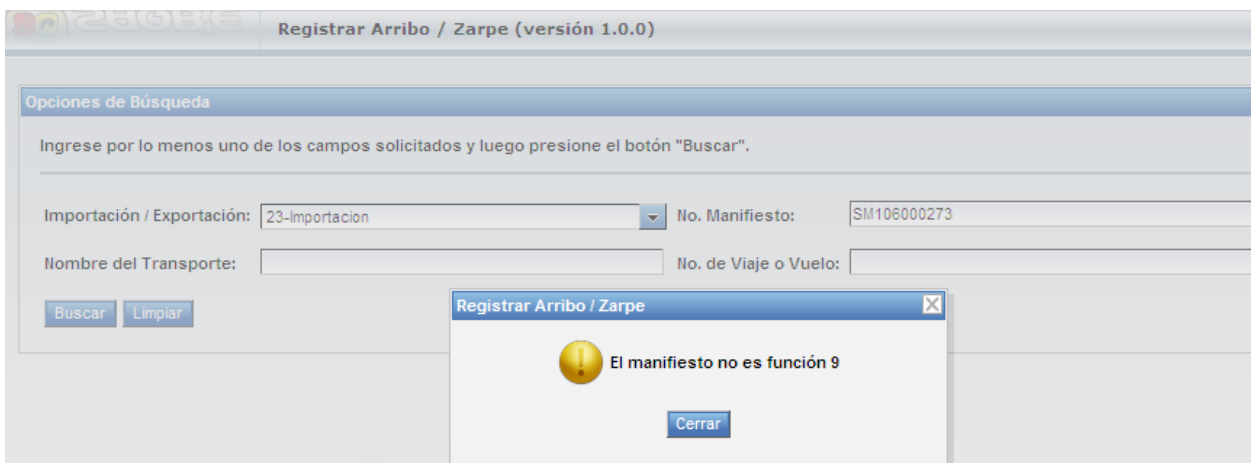 Registrar Arribo / Zarpe (versión 1.0.0)
Opciones de Búsqueda
Ingrese por lo menos uno de los campos solicitados y luego presione el botón "Buscar".
Importación / Exportación: 23-Importacion No. Manifiesto: SM106000273
Nombre del Transporte: No. de Viaje o Vuelo:
Buscar Limpiar
Registrar Arribo / Zarpe
El manifiesto no es función 9
Cerrar